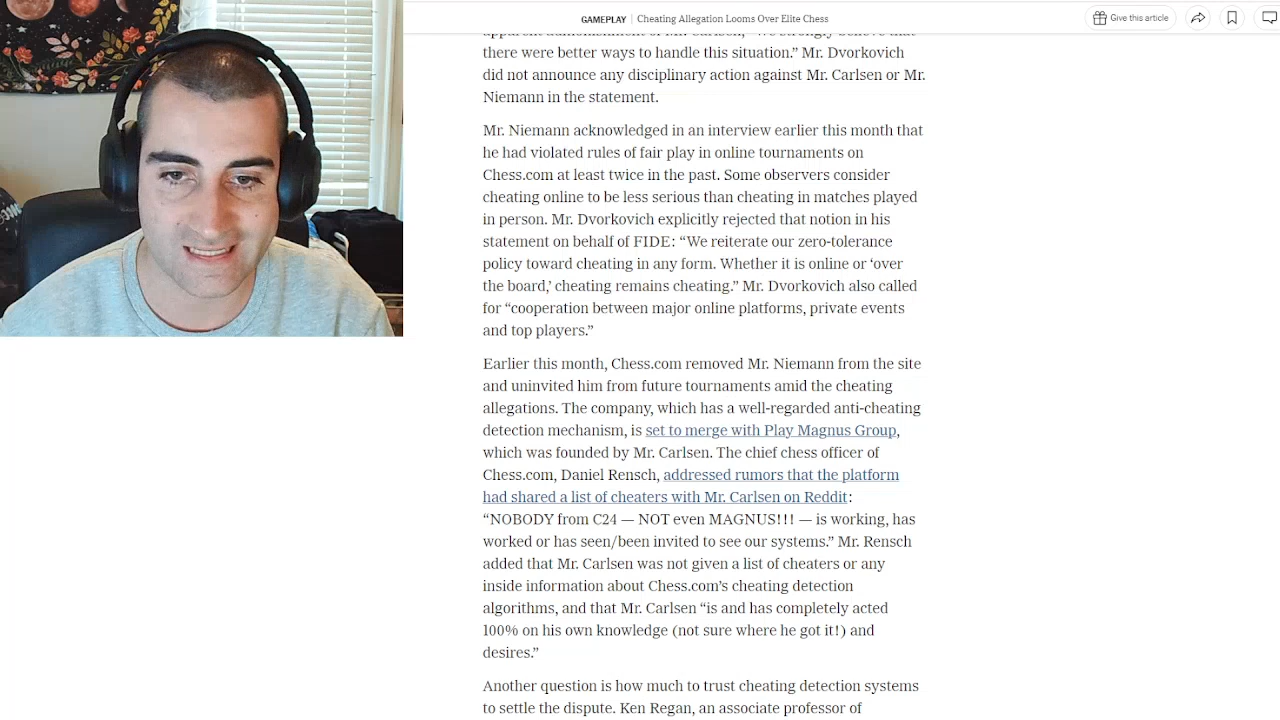 GAMEPLAY | Cheating Allegation Looms Over Elite Chess
Give this article
there were better ways to handle this situation.” Mr. Dvorkovich
did not announce any disciplinary action against Mr. Carlsen or Mr.
Niemann in the statement.
Mr. Niemann acknowledged in an interview earlier this month that
he had violated rules of fair play in online tournaments on
Chess.com at least twice in the past. Some observers consider
cheating online to be less serious than cheating in matches played
in person. Mr. Dvorkovich explicitly rejected that notion in his
statement on behalf of FIDE: “We reiterate our zero-tolerance
policy toward cheating in any form. Whether it is online or ‘over
the board,’ cheating remains cheating.” Mr. Dvorkovich also called
for “cooperation between major online platforms, private events
and top players.”
Earlier this month, Chess.com removed Mr. Niemann from the site
and uninvited him from future tournaments amid the cheating
allegations. The company, which has a well-regarded anti-cheating
detection mechanism, is set to merge with Play Magnus Group,
which was founded by Mr. Carlsen. The chief chess officer of
Chess.com, Daniel Rensch, addressed rumors that the platform
had shared a list of cheaters with Mr. Carlsen on Reddit:
“NOBODY from C24 — NOT even MAGNUS!!! — is working, has
worked or has seen/been invited to see our systems.” Mr. Rensch
added that Mr. Carlsen was not given a list of cheaters or any
inside information about Chess.com’s cheating detection
algorithms, and that Mr. Carlsen “is and has completely acted
100% on his own knowledge (not sure where he got it!) and
desires.”
Another question is how much to trust cheating detection systems
to settle the dispute. Ken Regan, an associate professor of